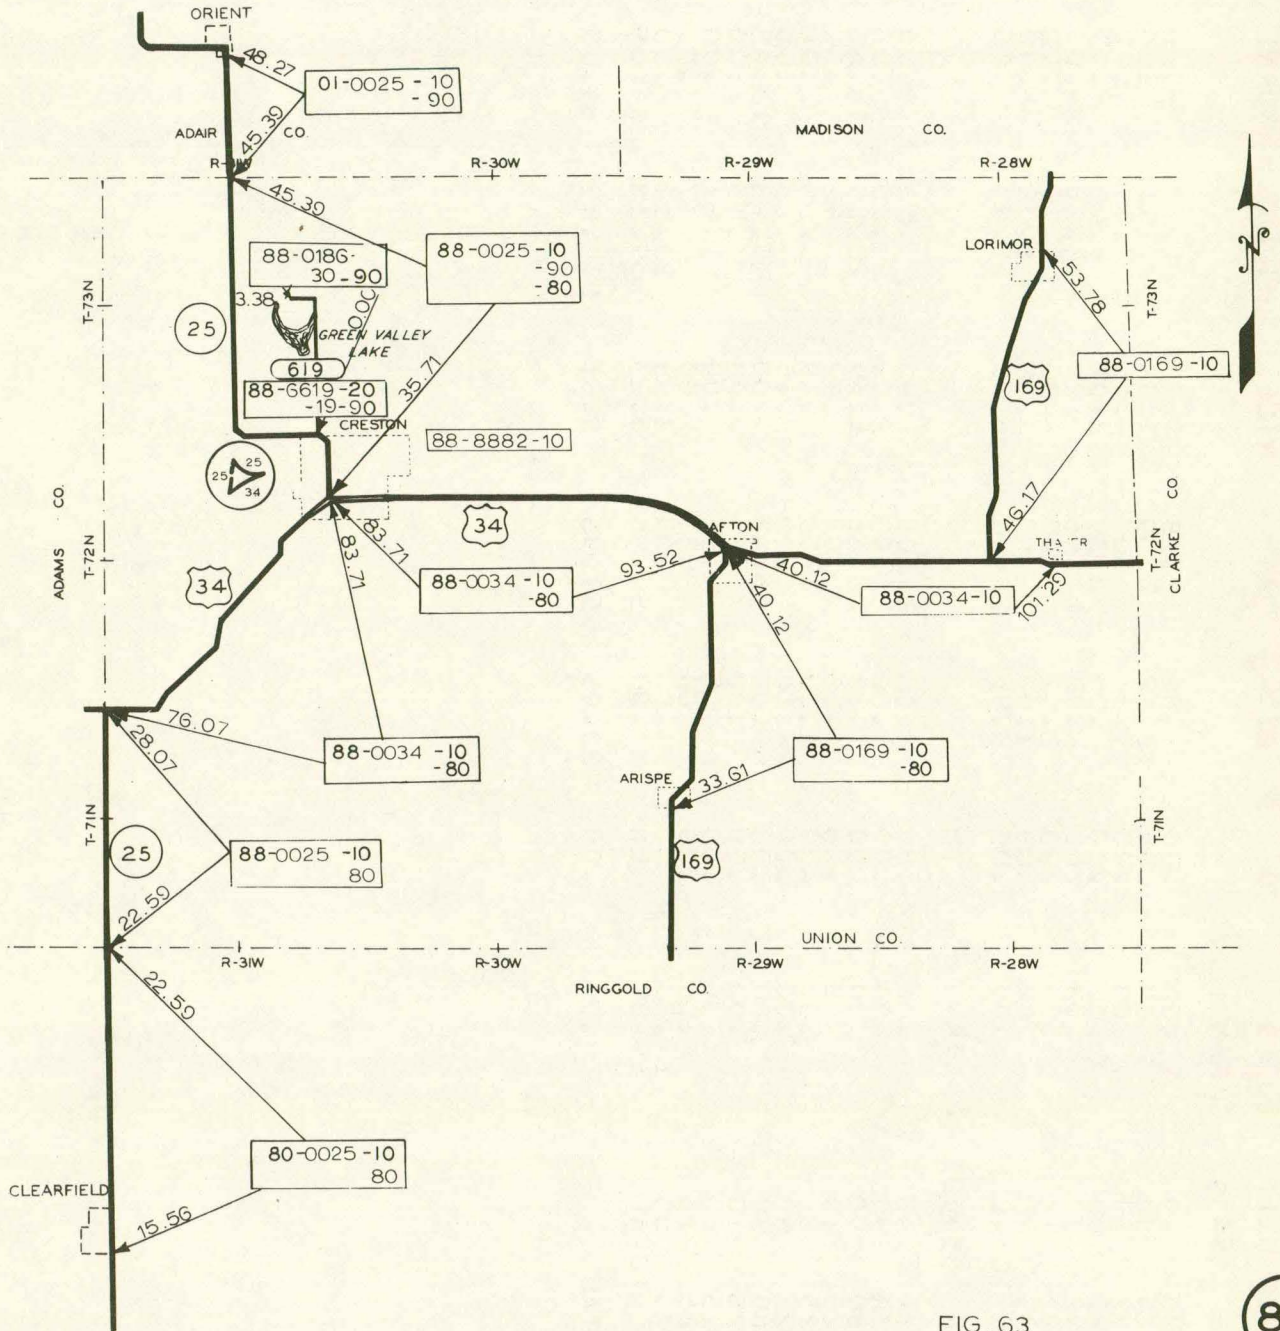 ORIENT
48.27
01-0025 - 10
- 90
45.39
ADAIR CO.
MADISON CO.
R-30W
R-29W
R-28W
45.39
88-0186-
30-90
88-0025-10
-90
-80
LORIMOR
53.78
T-73N
T-73N
3.38
25
GREEN VALLEY
LAKE
619
35.71
88-0169-10
169
88-6619-20
-19-90
CRESTON
88-8882-10
25
25
34
46.17
ADAMS CO.
T-72N
34
83.71
83.71
AFTON
T-72N
CLARKE CO.
34
88-0034-10
-80
93.52
40.12
40.12
88-0034-10
101.29
76.07
28.07
88-0034 -10
-80
88-0169 -10
-80
ARISPE
33.61
T-71N
T-71N
25
88-0025 -10
80
169
22.59
UNION CO.
R-31W
R-30W
R-29W
R-28W
RINGGOLD CO.
22.59
80-0025-10
80
CLEARFIELD
15.56
FIG 63